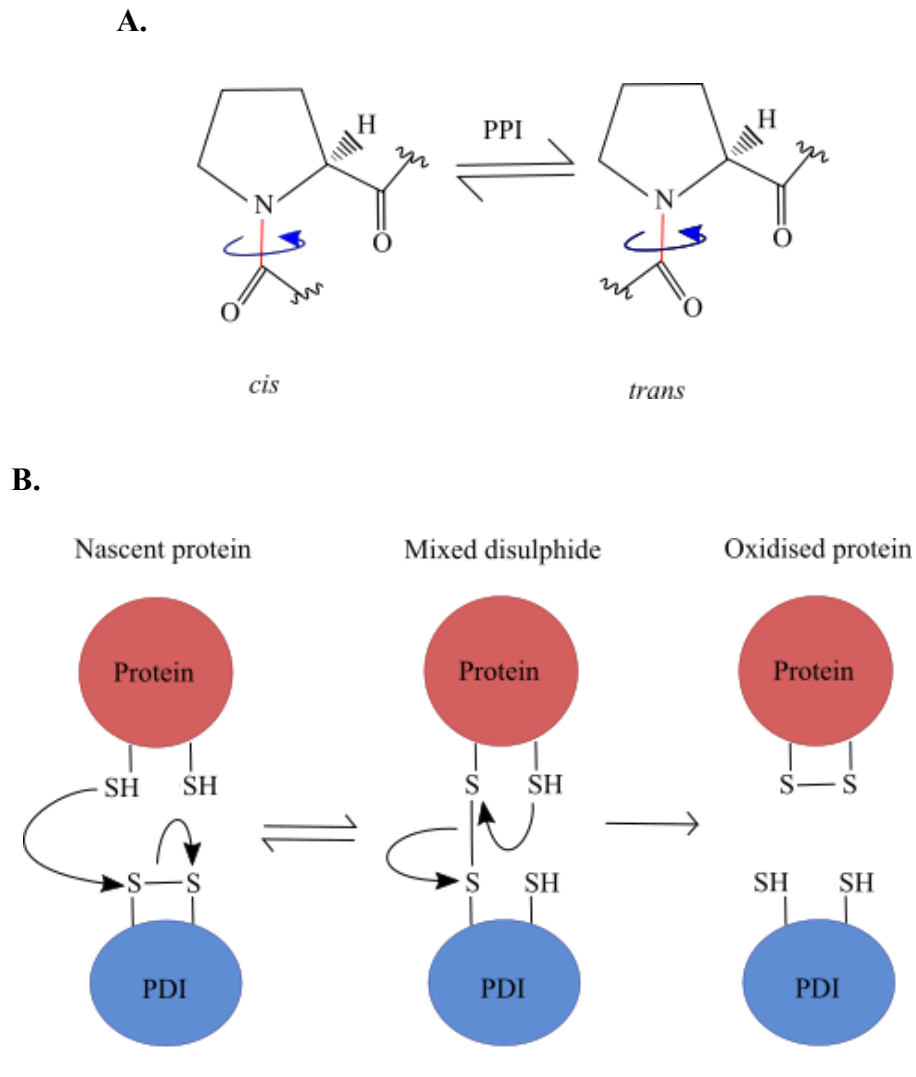 A.
H
H
PPI
N
N
O
O
O
O
cis
trans
B.
Nascent protein
Mixed disulphide
Oxidised protein
Protein
Protein
Protein
SH
SH
S
SH
S
S
S
S
S
SH
SH
SH
PDI
PDI
PDI